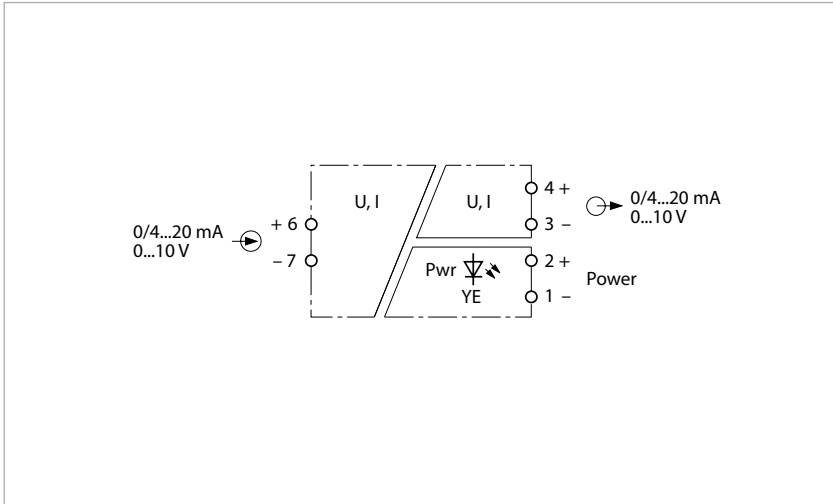 0/4...20 mA
0...10 V
+ 6
– 7
U, I
U, I
4 +
3 –
0/4...20 mA
0...10 V
Pwr
YE
2 +
1 –
Power